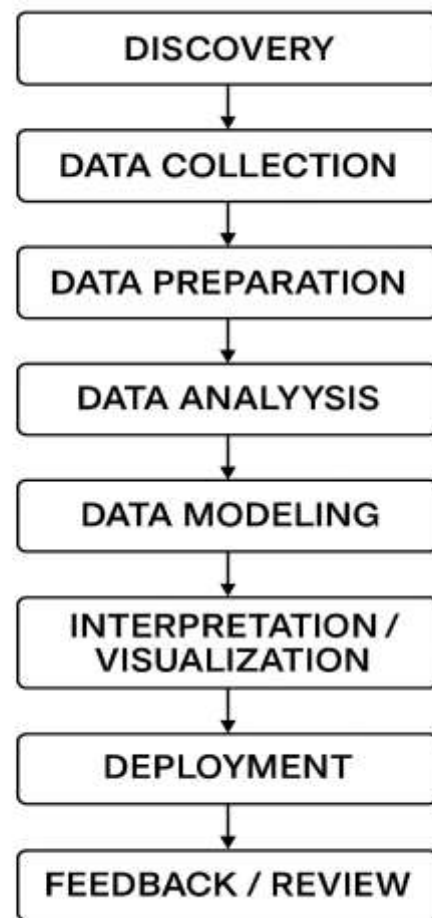 DISCOVERY
DATA COLLECTION
DATA PREPARATION
DATA ANALYYSIS
DATA MODELING
INTERPRETATION /
VISUALIZATION
DEPLOYMENT
FEEDBACK / REVIEW